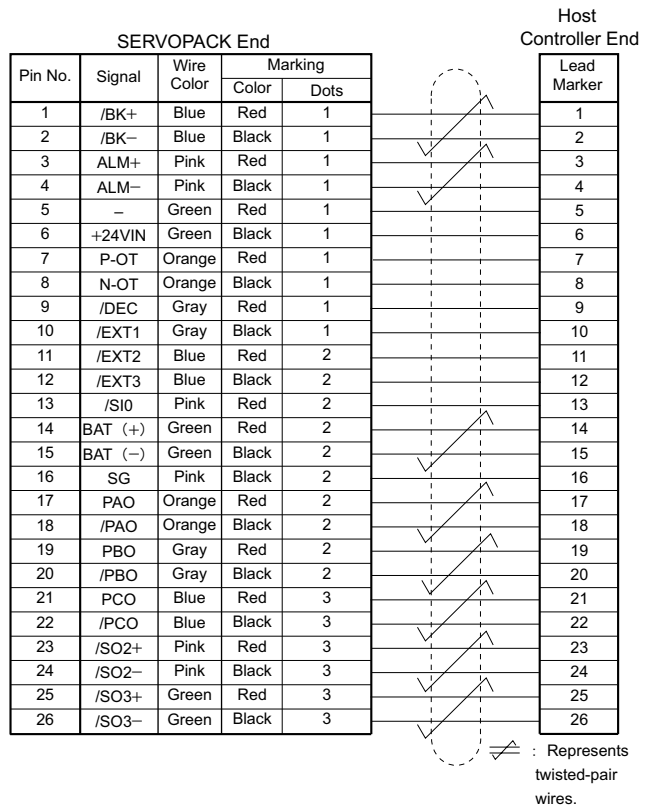 Host
SERVOPACK End Controller End
Pin No. Signal Wire Color Marking Lead Marker
Color Dots
1 /BK+ Blue Red 1 1
2 /BK− Blue Black 1 2
3 ALM+ Pink Red 1 3
4 ALM− Pink Black 1 4
5 – Green Red 1 5
6 +24VIN Green Black 1 6
7 P-OT Orange Red 1 7
8 N-OT Orange Black 1 8
9 /DEC Gray Red 1 9
10 /EXT1 Gray Black 1 10
11 /EXT2 Blue Red 2 11
12 /EXT3 Blue Black 2 12
13 /SI0 Pink Red 2 13
14 BAT (+) Green Red 2 14
15 BAT (−) Green Black 2 15
16 SG Pink Black 2 16
17 PAO Orange Red 2 17
18 /PAO Orange Black 2 18
19 PBO Gray Red 2 19
20 /PBO Gray Black 2 20
21 PCO Blue Red 3 21
22 /PCO Blue Black 3 22
23 /SO2+ Pink Red 3 23
24 /SO2− Pink Black 3 24
25 /SO3+ Green Red 3 25
26 /SO3− Green Black 3 26
: Represents
twisted-pair
wires.